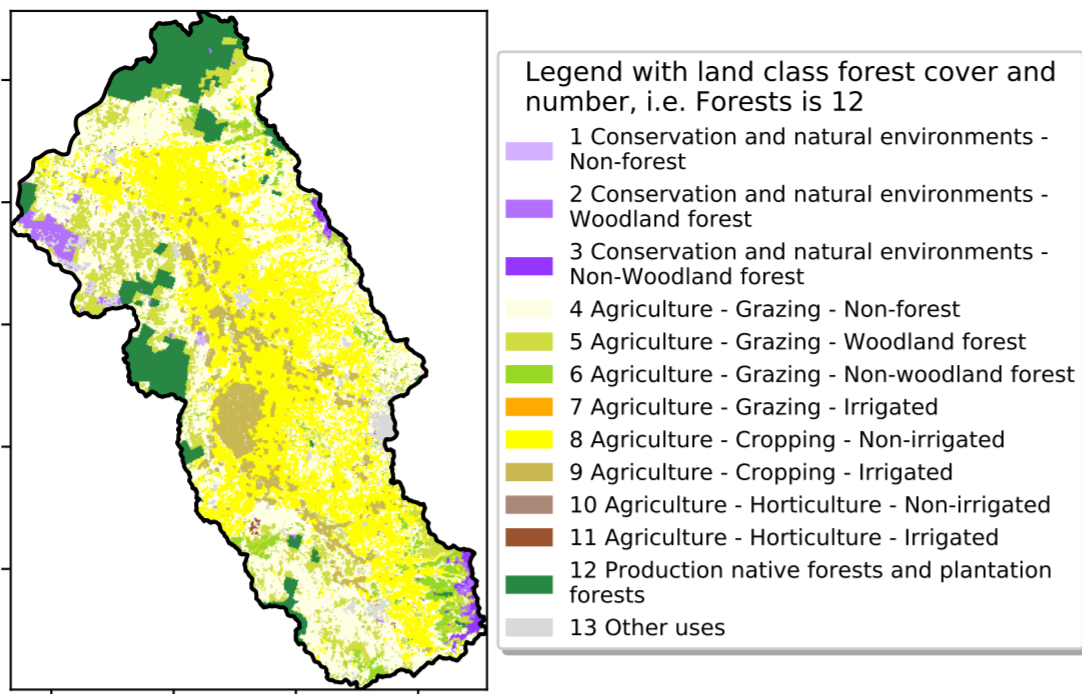 Legend with land class forest cover and
number, i.e. Forests is 12
1 Conservation and natural environments -
Non-forest
2 Conservation and natural environments -
Woodland forest
3 Conservation and natural environments -
Non-Woodland forest
4 Agriculture - Grazing - Non-forest
5 Agriculture - Grazing - Woodland forest
6 Agriculture - Grazing - Non-woodland forest
7 Agriculture - Grazing - Irrigated
8 Agriculture - Cropping - Non-irrigated
9 Agriculture - Cropping - Irrigated
10 Agriculture - Horticulture - Non-irrigated
11 Agriculture - Horticulture - Irrigated
12 Production native forests and plantation
forests
13 Other uses